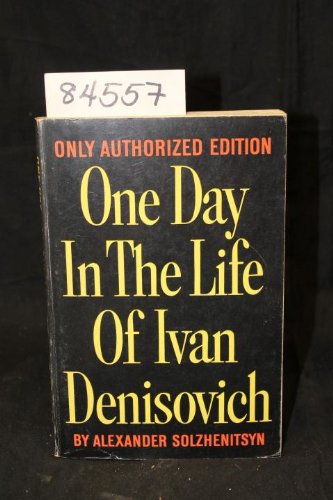 84557
ONLY AUTHORIZED EDITION
One Day
In The Life
Of Ivan
Denisovich
BY ALEXANDER SOLZHENITSYN